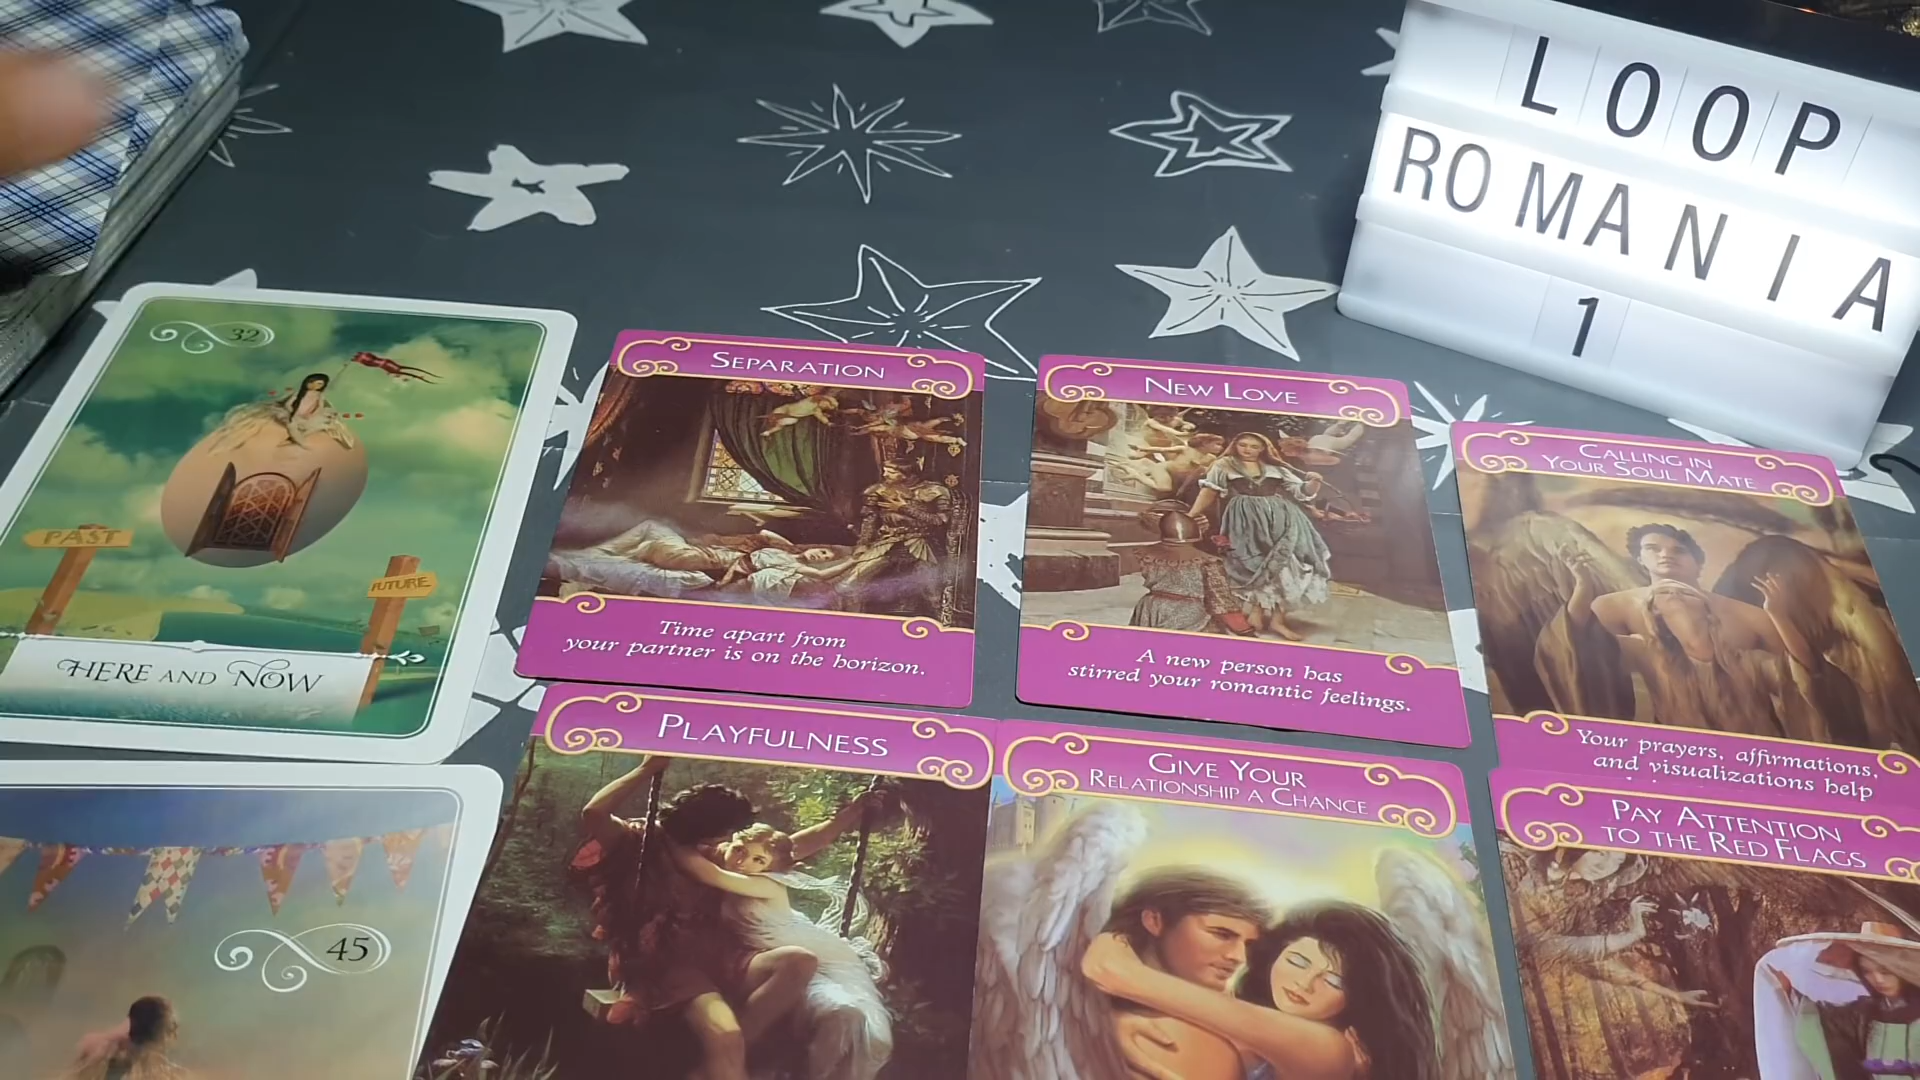 LOOP
ROMANIA
1
32
PAST
FUTURE
HERE AND NOW
SEPARATION
Time apart from
your partner is on the horizon.
NEW LOVE
A new person has
stirred your romantic feelings.
CALLING IN
YOUR SOUL MATE
Your prayers, affirmations,
and visualizations help
45
PLAYFULNESS
GIVE YOUR
RELATIONSHIP A CHANCE
PAY ATTENTION
TO THE RED FLAGS